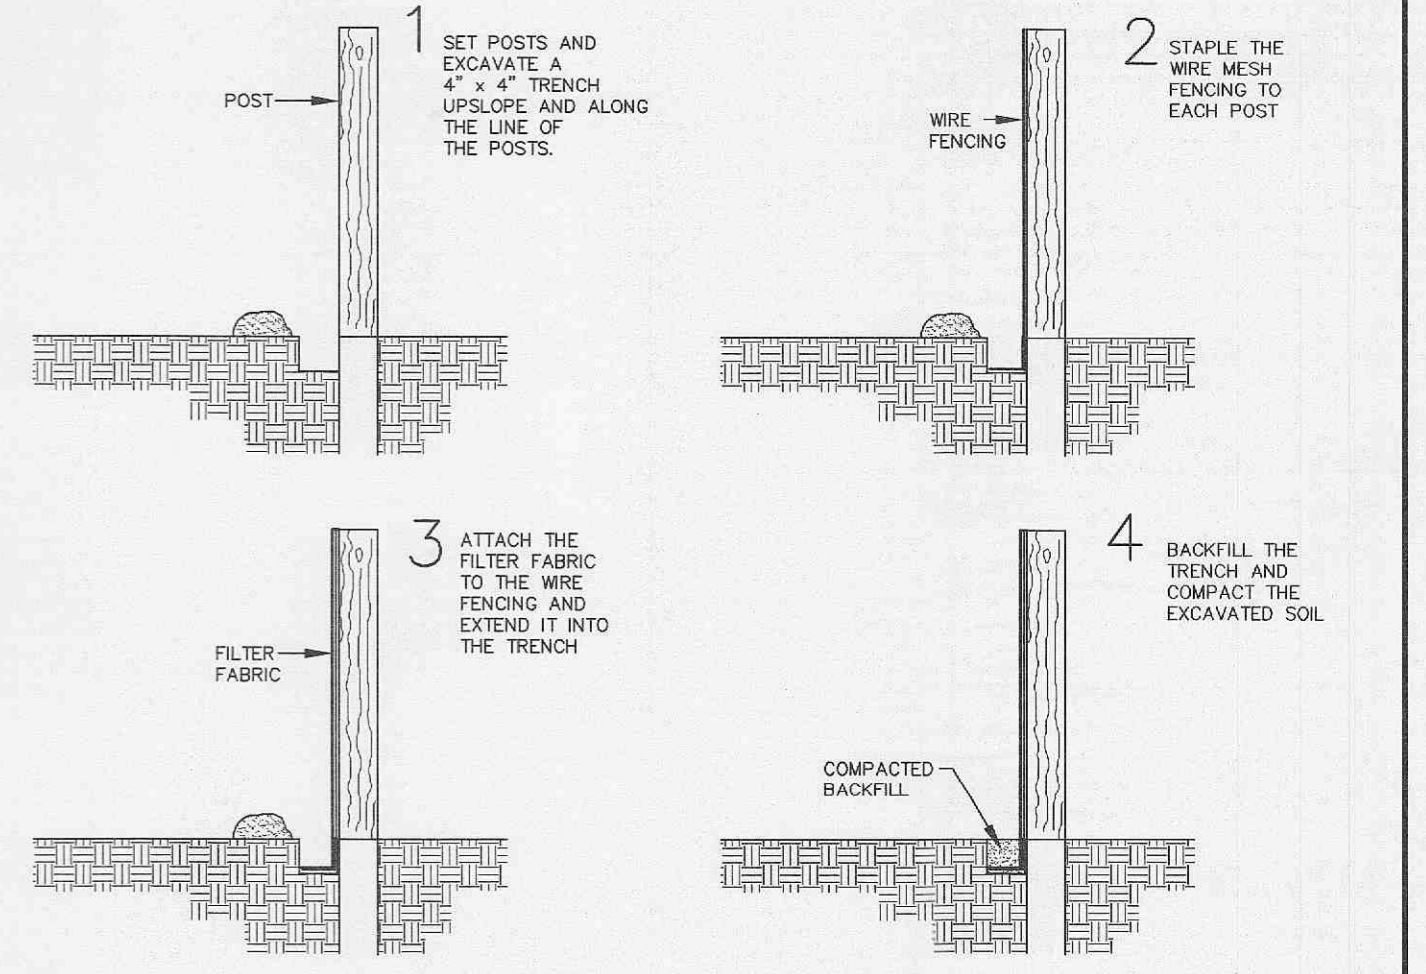 1
SET POSTS AND
EXCAVATE A
4" x 4" TRENCH
UPSLOPE AND ALONG
THE LINE OF
THE POSTS.
POST
2
STAPLE THE
WIRE MESH
FENCING TO
EACH POST
WIRE
FENCING
3
ATTACH THE
FILTER FABRIC
TO THE WIRE
FENCING AND
EXTEND IT INTO
THE TRENCH
FILTER
FABRIC
4
BACKFILL THE
TRENCH AND
COMPACT THE
EXCAVATED SOIL
COMPACTED
BACKFILL